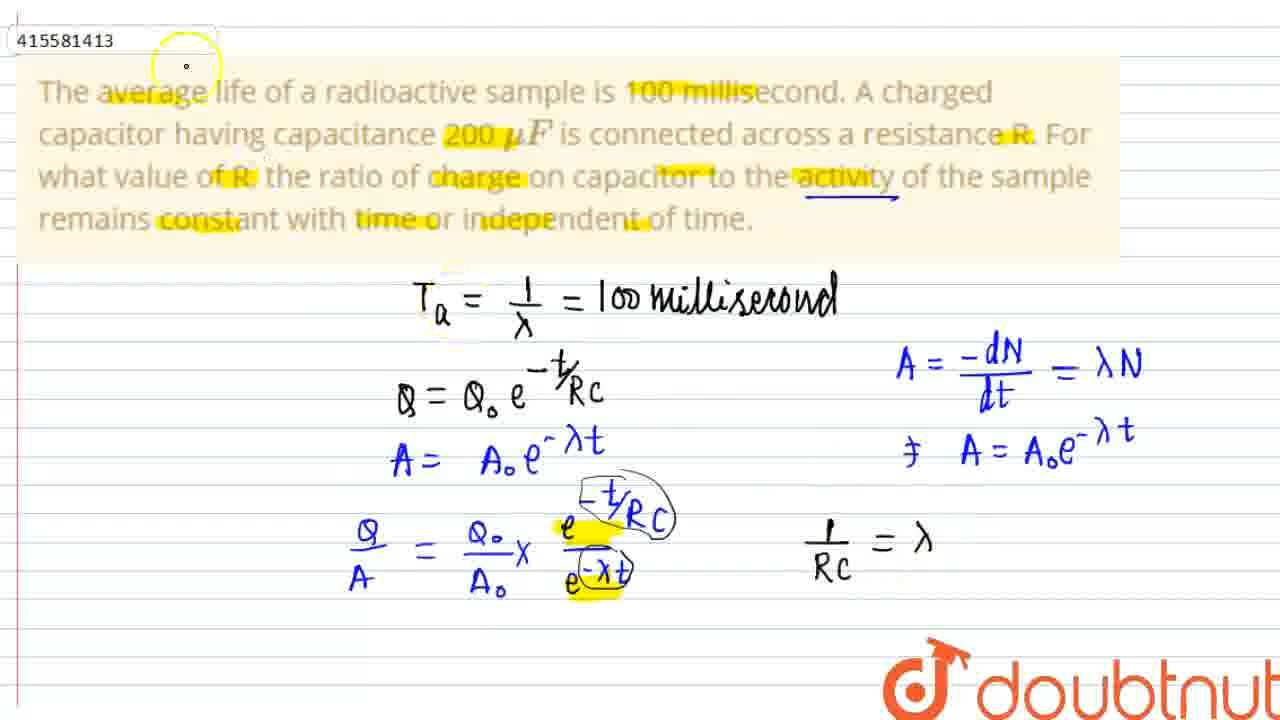 415581413
The average life of a radioactive sample is 100 millisecond. A charged
capacitor having capacitance 200 μF is connected across a resistance R. For
what value of R. the ratio of charge on capacitor to the activity of the sample
remains constant with time or independent of time.
T_a = 1/λ = 100 millisecond
A = -dN/dt = λN
Q = Q₀ e^(-t/RC)
A = A₀ e^(-λt)
⇒ A = A₀e^(-λt)
Q/A = Q₀/A₀ × e^(-t/RC)/e^(-λt)
1/RC = λ
doubtnut